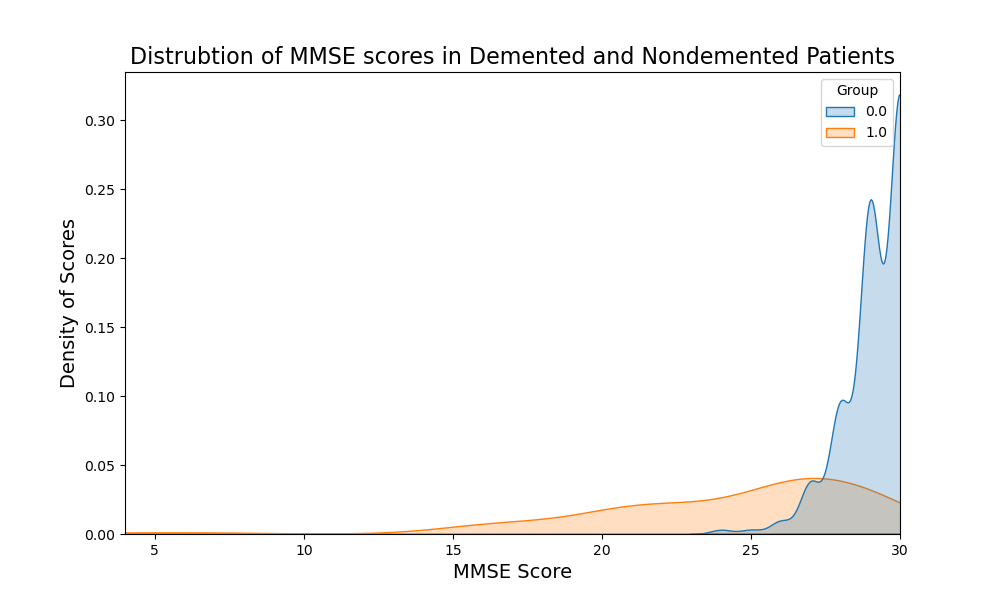 Distrubtion of MMSE scores in Demented and Nondemented Patients
Group
0.0
1.0
Density of Scores
0.30
0.25
0.20
0.15
0.10
0.05
0.00
5 10 15 20 25 30
MMSE Score